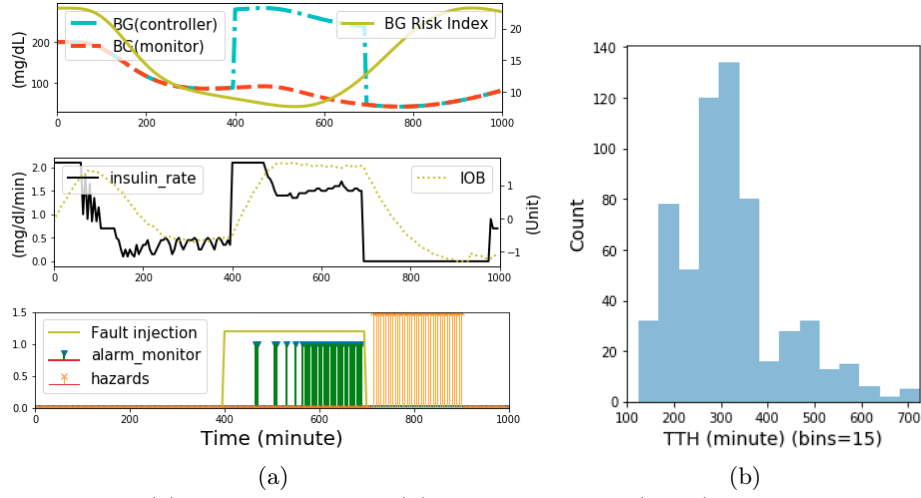 BG(controller)
BG(monitor)
BG Risk Index
(mg/dL)
200
100
25
20
15
10
0 200 400 600 800 1000
insulin_rate
IOB
(mg/dl/min)
2.0
1.5
1.0
0.5
0.0
1
0
−1
(Unit)
0 200 400 600 800 1000
Fault injection
alarm_monitor
hazards
1.5
1.0
0.5
0.0
0 200 400 600 800 1000
Time (minute)
(a)
140
120
100
80
60
40
20
0
Count
100 200 300 400 500 600 700
TTH (minute) (bins=15)
(b)